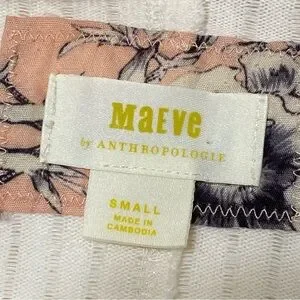 MaEve
by ANTHROPOLOGIE
SMALL
MADE IN
CAMBODIA